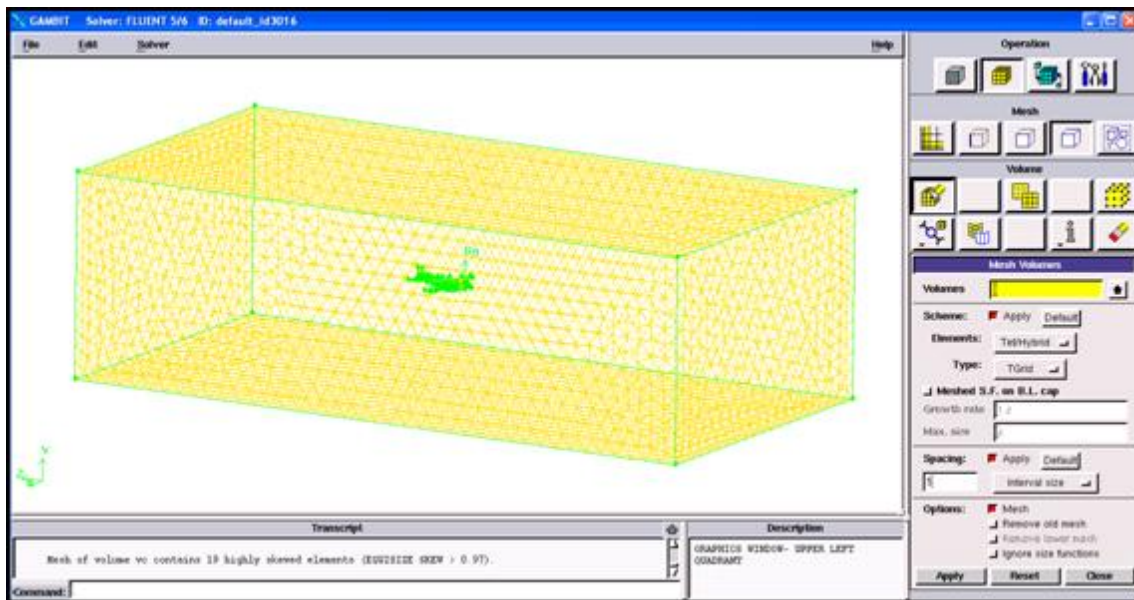 GAMBIT Solver: FLUENT 5/6 ID: default_id3016
File Edit Solver Help
Operation
Mesh
Volume
Mesh Volumes
Volumes
Scheme: Apply Default
Elements: Tet/Hybrid
Type: TGrid
Meshed S.F. on B.L. cap
Growth rate
Max. size
Spacing: Apply Default
Interval size
Options: Mesh
Remove old mesh
Remove lower mesh
Ignore size functions
Apply Reset Close
Y
Z
Transcript
Mesh of volume vc contains 19 highly skewed elements (EQUISIZE SKEW > 0.97).
Command:
Description
GRAPHICS WINDOW- UPPER LEFT
QUADRANT